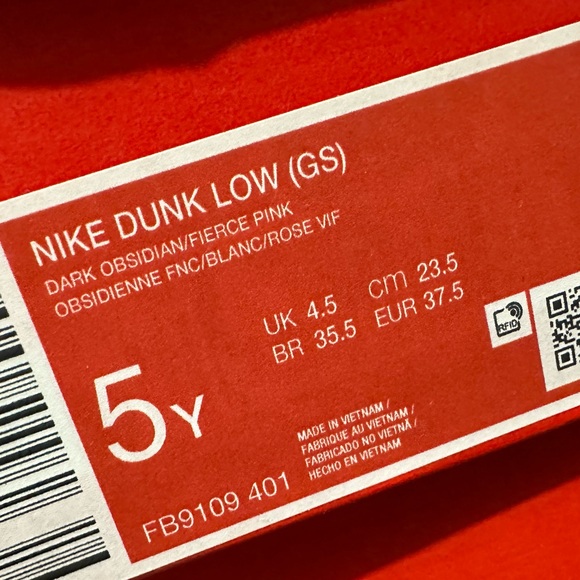 NIKE DUNK LOW (GS)
DARK OBSIDIAN/FIERCE PINK
OBSIDIENNE FNC/BLANC/ROSE VIF
UK 4.5 cm 23.5
BR 35.5 EUR 37.5
5Y
RFID
MADE IN VIETNAM /
FABRIQUE AU VIETNAM /
FABRICADO NO VIETNÃ /
HECHO EN VIETNAM
FB9109 401